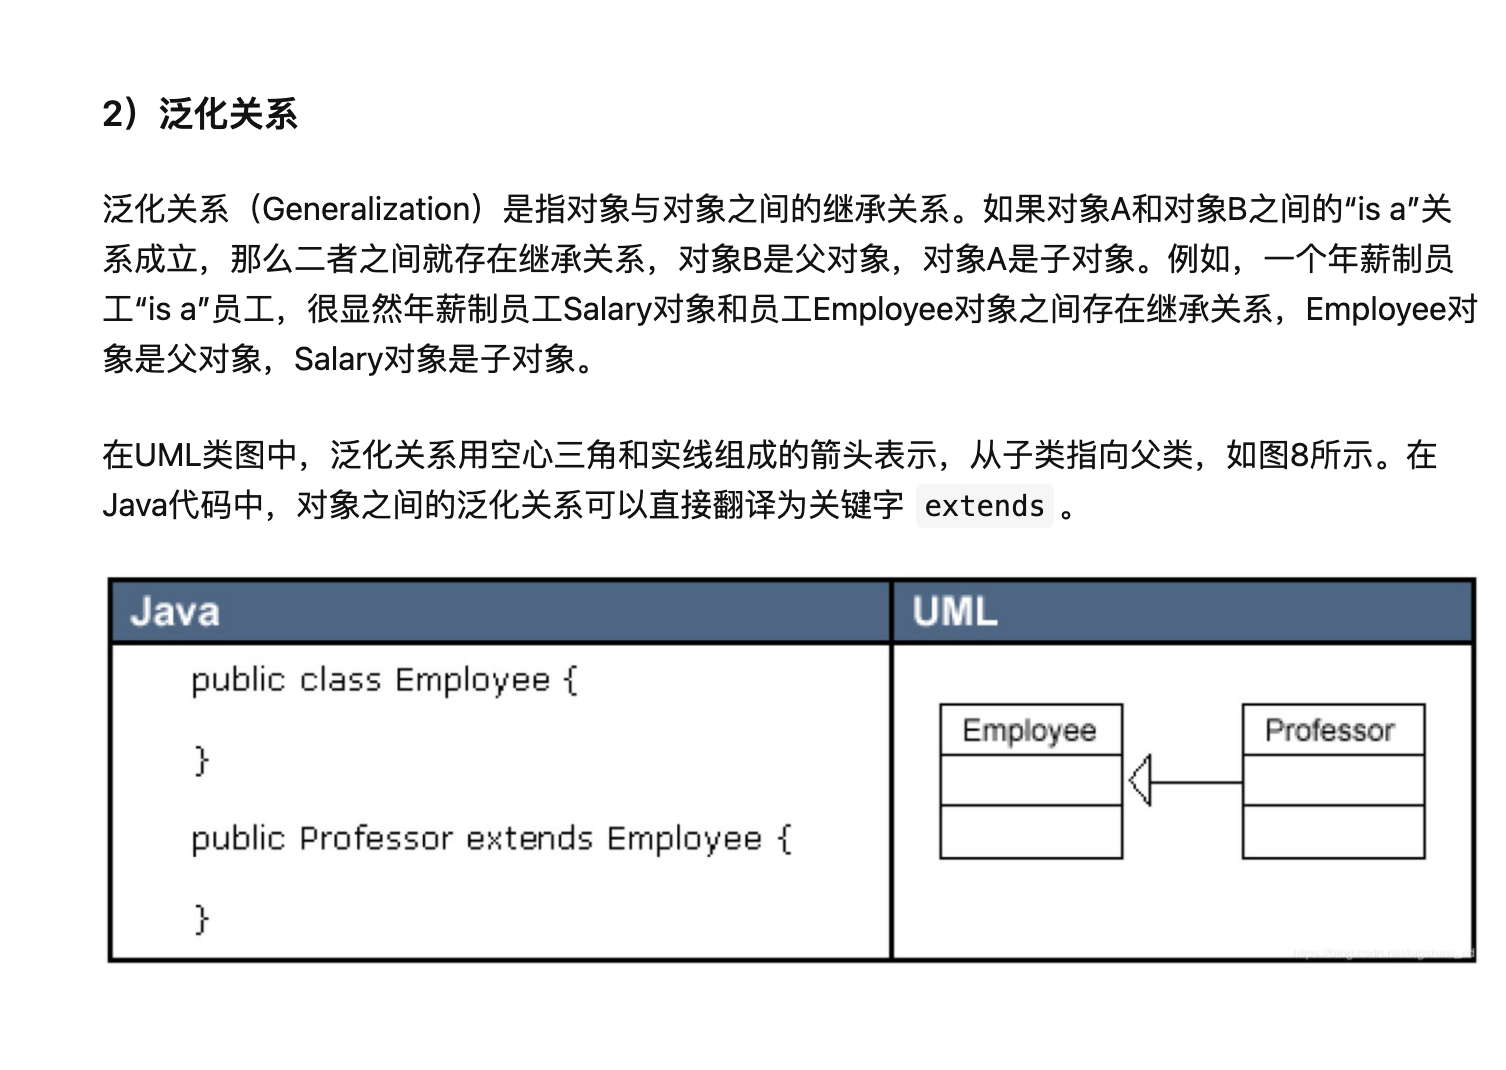 2）泛化关系
泛化关系（Generalization）是指对象与对象之间的继承关系。如果对象A和对象B之间的“is a”关
系成立，那么二者之间就存在继承关系，对象B是父对象，对象A是子对象。例如，一个年薪制员
工“is a”员工，很显然年薪制员工Salary对象和员工Employee对象之间存在继承关系，Employee对
象是父对象，Salary对象是子对象。
在UML类图中，泛化关系用空心三角和实线组成的箭头表示，从子类指向父类，如图8所示。在
Java代码中，对象之间的泛化关系可以直接翻译为关键字 extends 。
Java
public class Employee {
}
public Professor extends Employee {
}
UML
Employee
Professor